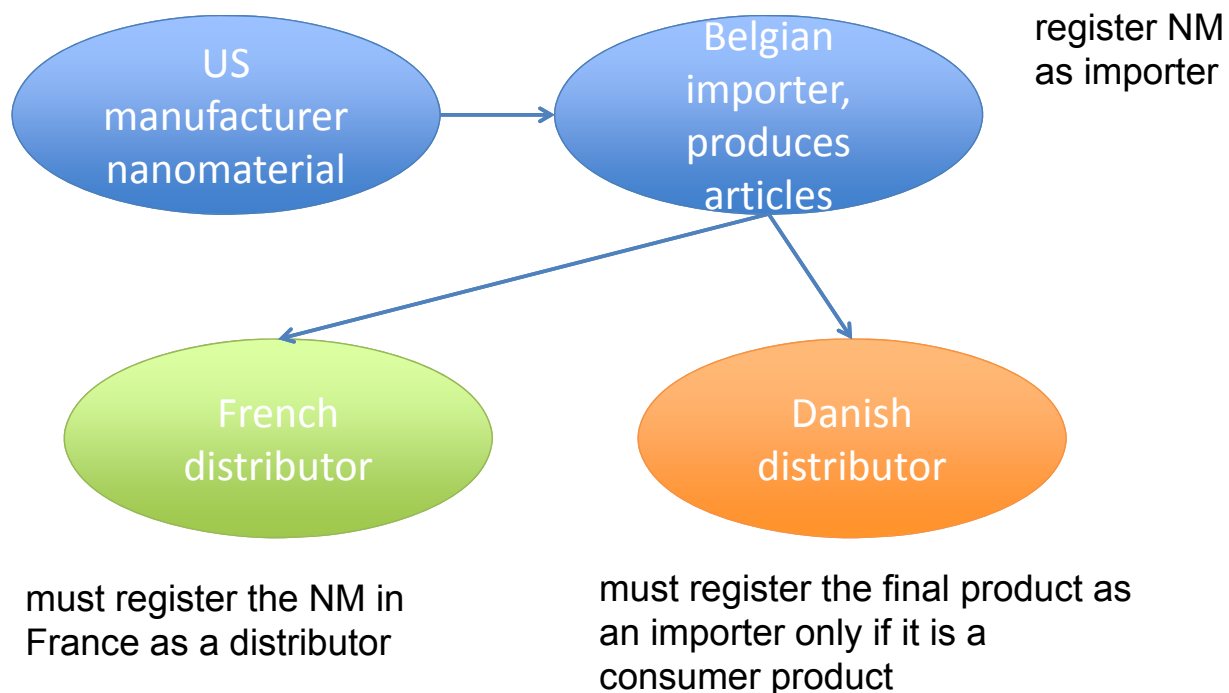 US
manufacturer
nanomaterial
Belgian
importer,
produces
articles
register NM
as importer
French
distributor
Danish
distributor
must register the NM in
France as a distributor
must register the final product as
an importer only if it is a
consumer product